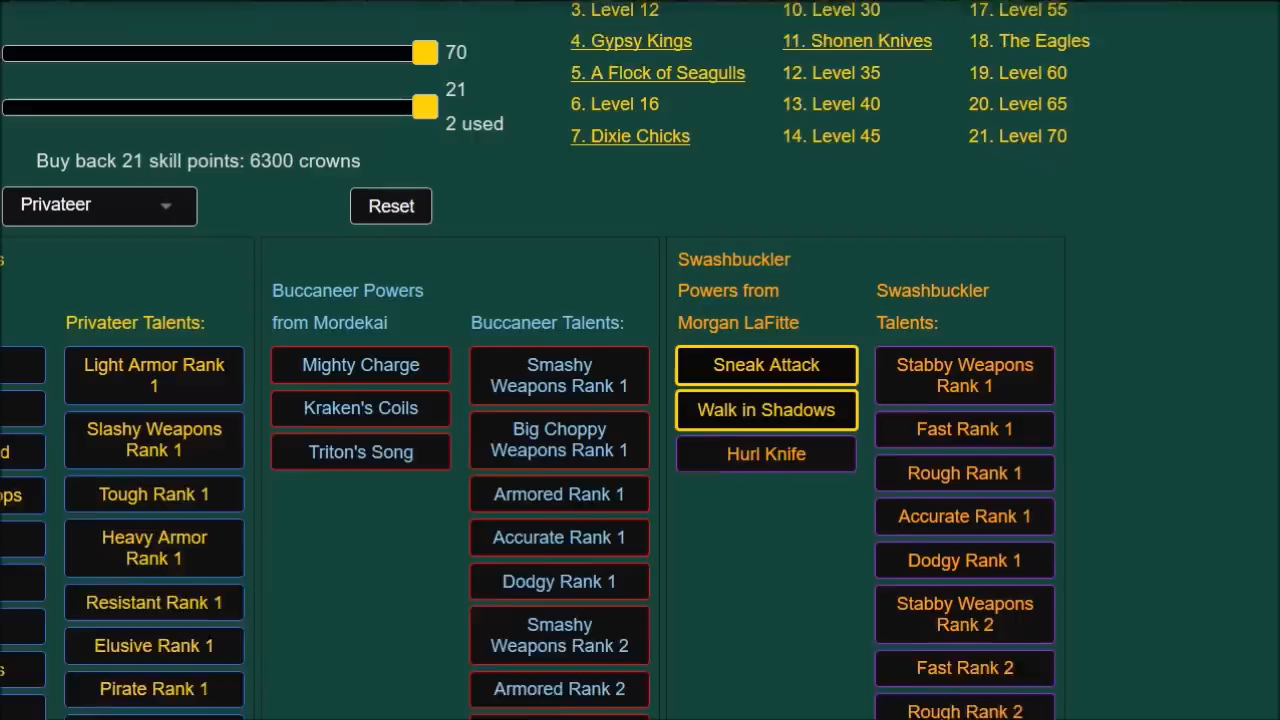 3. Level 12
10. Level 30
17. Level 55
70
4. Gypsy Kings
11. Shonen Knives
18. The Eagles
5. A Flock of Seagulls
12. Level 35
19. Level 60
21
6. Level 16
13. Level 40
20. Level 65
2 used
7. Dixie Chicks
14. Level 45
21. Level 70
Buy back 21 skill points: 6300 crowns
Privateer
Reset
s
d
ops
s
Privateer Talents:
Light Armor Rank
1
Slashy Weapons
Rank 1
Tough Rank 1
Heavy Armor
Rank 1
Resistant Rank 1
Elusive Rank 1
Pirate Rank 1
Buccaneer Powers
from Mordekai
Mighty Charge
Kraken's Coils
Triton's Song
Buccaneer Talents:
Smashy
Weapons Rank 1
Big Choppy
Weapons Rank 1
Armored Rank 1
Accurate Rank 1
Dodgy Rank 1
Smashy
Weapons Rank 2
Armored Rank 2
Swashbuckler
Powers from
Morgan LaFitte
Sneak Attack
Walk in Shadows
Hurl Knife
Swashbuckler
Talents:
Stabby Weapons
Rank 1
Fast Rank 1
Rough Rank 1
Accurate Rank 1
Dodgy Rank 1
Stabby Weapons
Rank 2
Fast Rank 2
Rough Rank 2